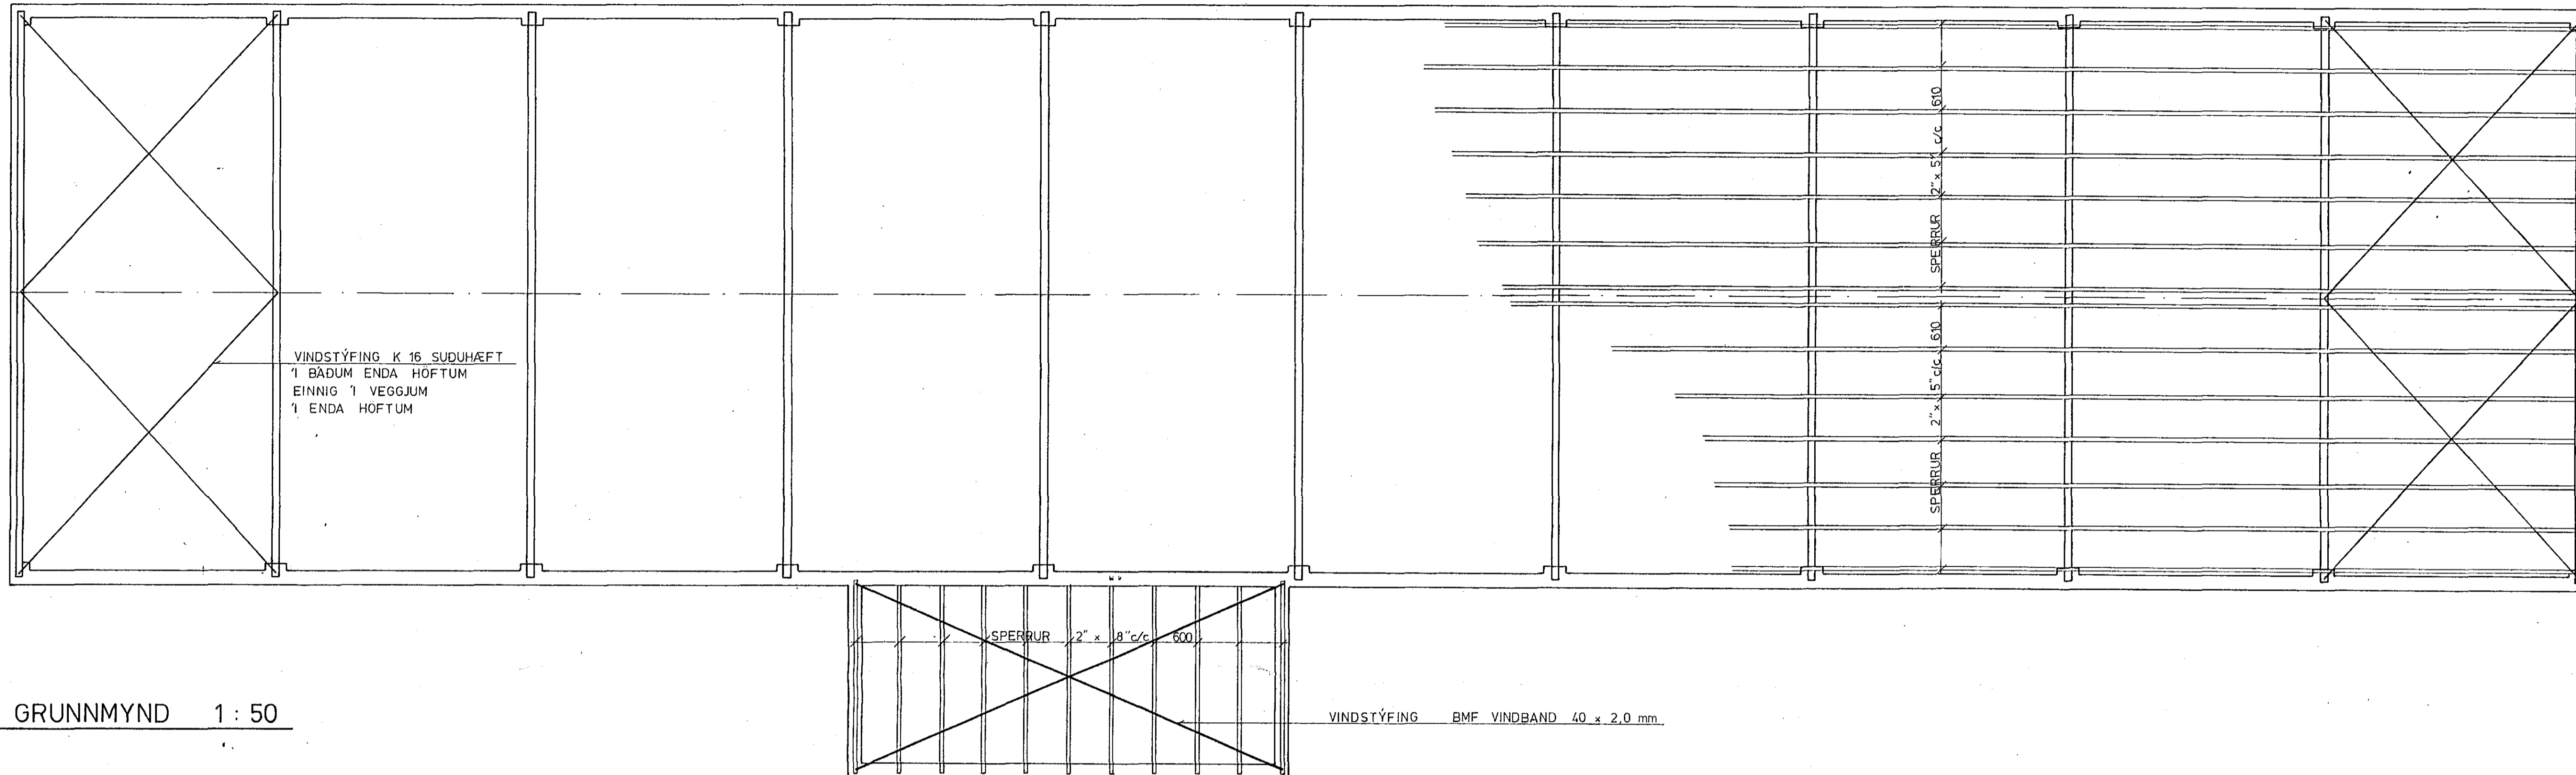 VINDSTÝFING K 16 SUÐUHÆFT
Í BÁÐUM ENDA HÖFTUM
EINNIG Í VEGGJUM
Í ENDA HÖFTUM
SPERRUR 2" x 5" c/c 610
SPERRUR 2" x 5" c/c 610
SPERRUR 2" x 8" c/c 600
GRUNNMYND 1 : 50
VINDSTÝFING BMF VINDBAND 40 x 2,0 mm